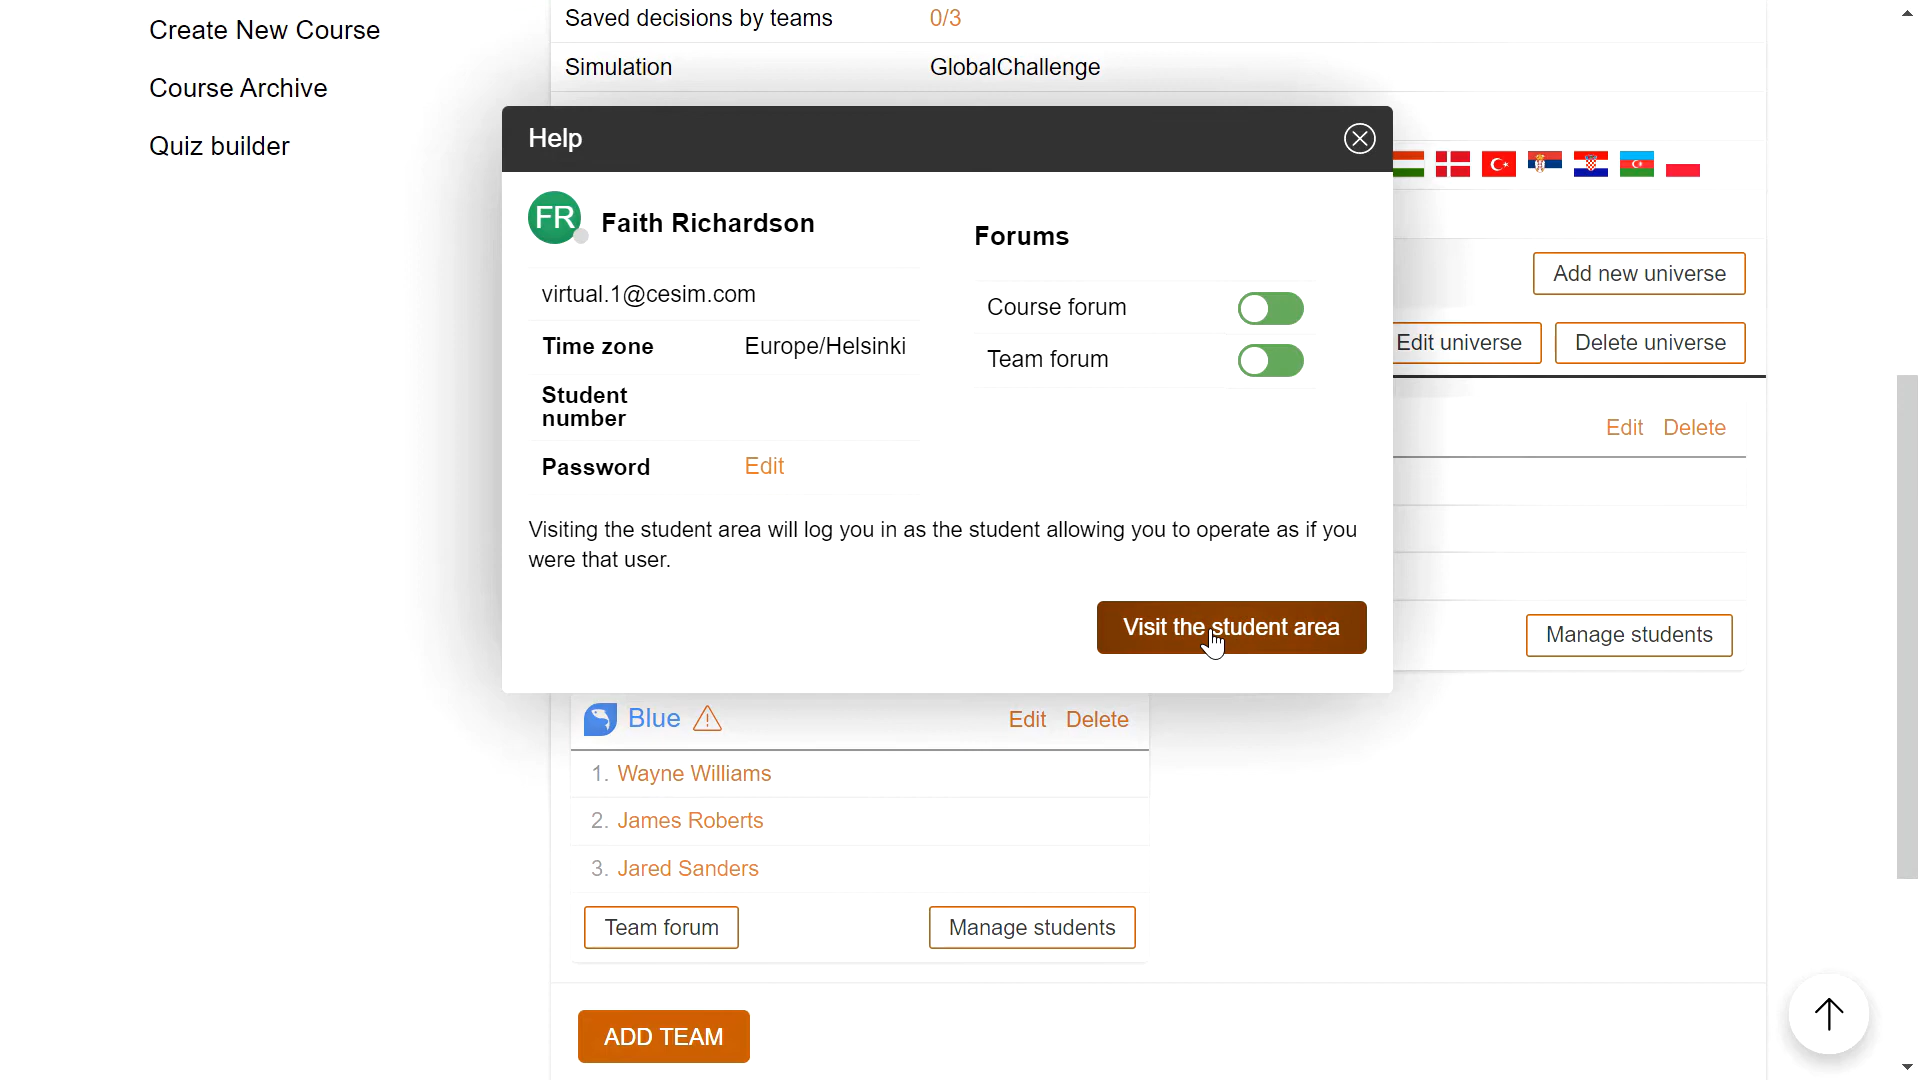 Create New Course
Course Archive
Quiz builder
Saved decisions by teams 0/3
Simulation GlobalChallenge
Help
FR Faith Richardson
virtual.1@cesim.com
Time zone Europe/Helsinki
Student
number
Password Edit
Forums
Course forum
Team forum
Visiting the student area will log you in as the student allowing you to operate as if you
were that user.
Visit the student area
Add new universe
Edit universe Delete universe
Edit Delete
Manage students
Blue Edit Delete
1. Wayne Williams
2. James Roberts
3. Jared Sanders
Team forum Manage students
ADD TEAM